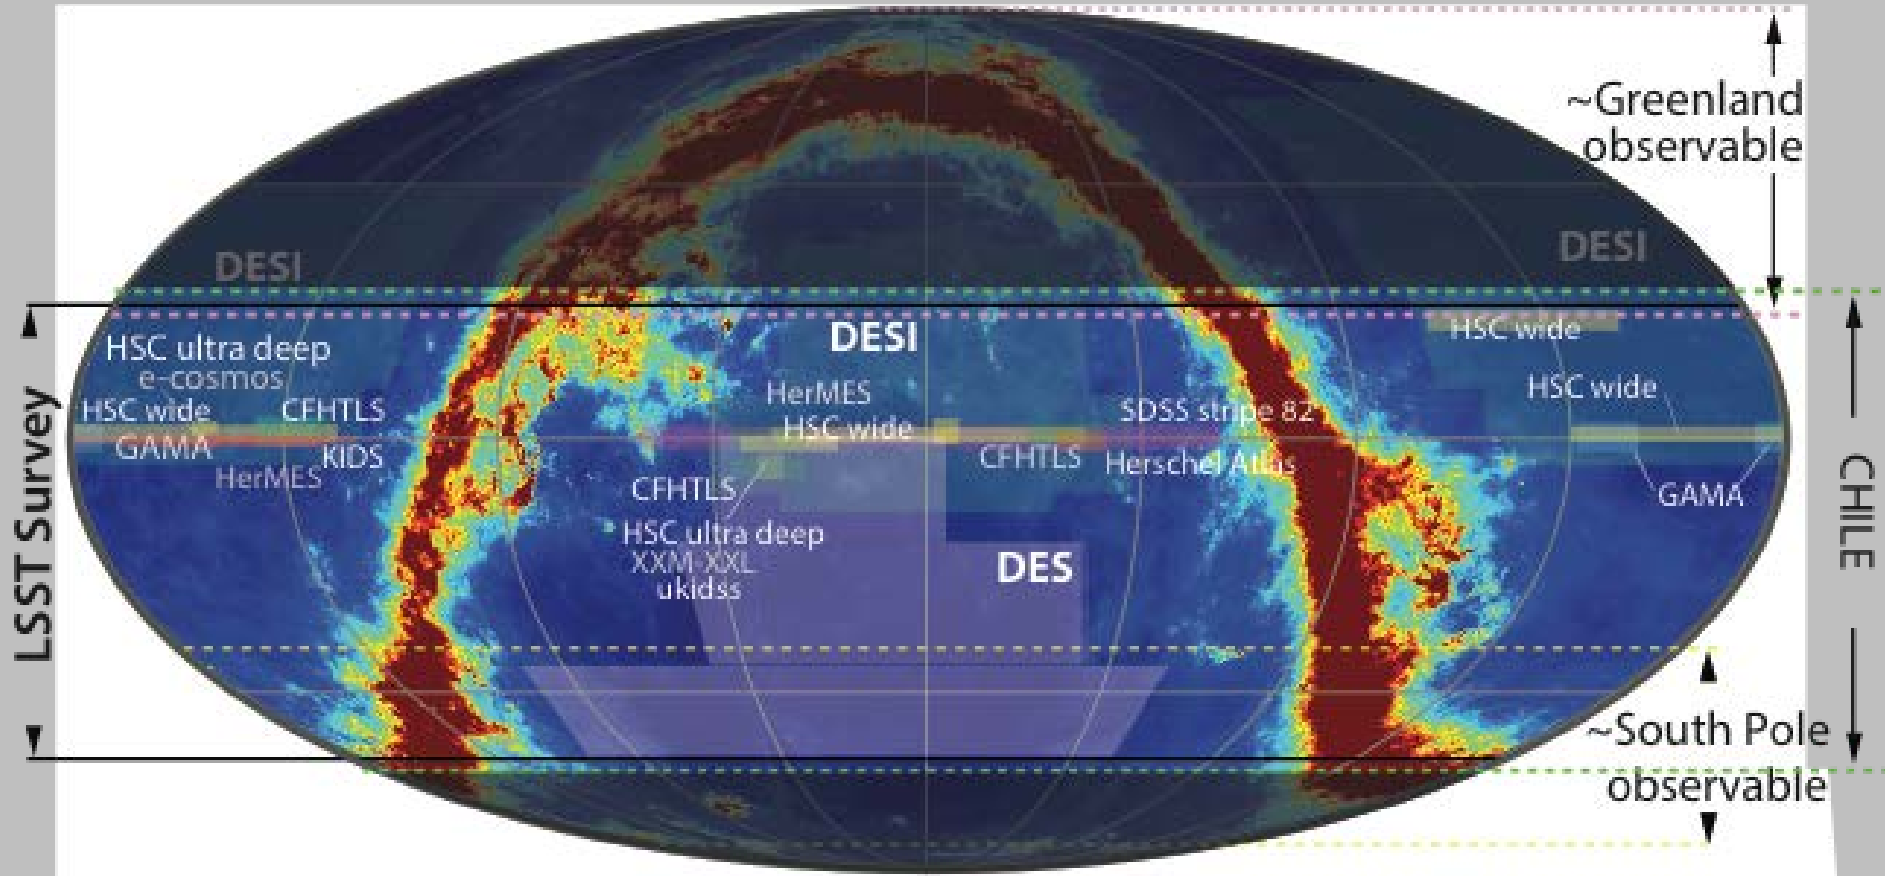 ~Greenland
observable
DESI
DESI
HSC wide
DESI
HSC ultra deep
e-cosmos
HerMES
HSC wide
HSC wide
CFHTLS
SDSS stripe 82
HSC wide
GAMA
KIDS
CFHTLS
Herschel Atlas
HerMES
CFHTLS
GAMA
HSC ultra deep
XXM-XXL
ukidss
DES
LSST Survey
CHILE
~South Pole
observable